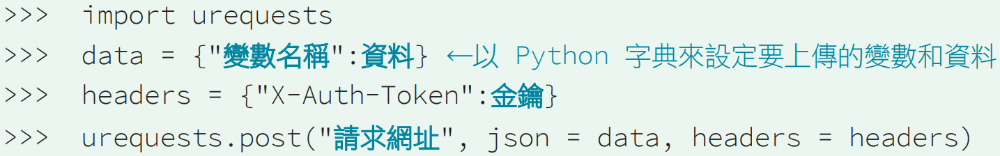 >>> import urequests
>>> data = {"變數名稱":資料} ←以 Python 字典來設定要上傳的變數和資料
>>> headers = {"X-Auth-Token":金鑰}
>>> urequests.post("請求網址", json = data, headers = headers)